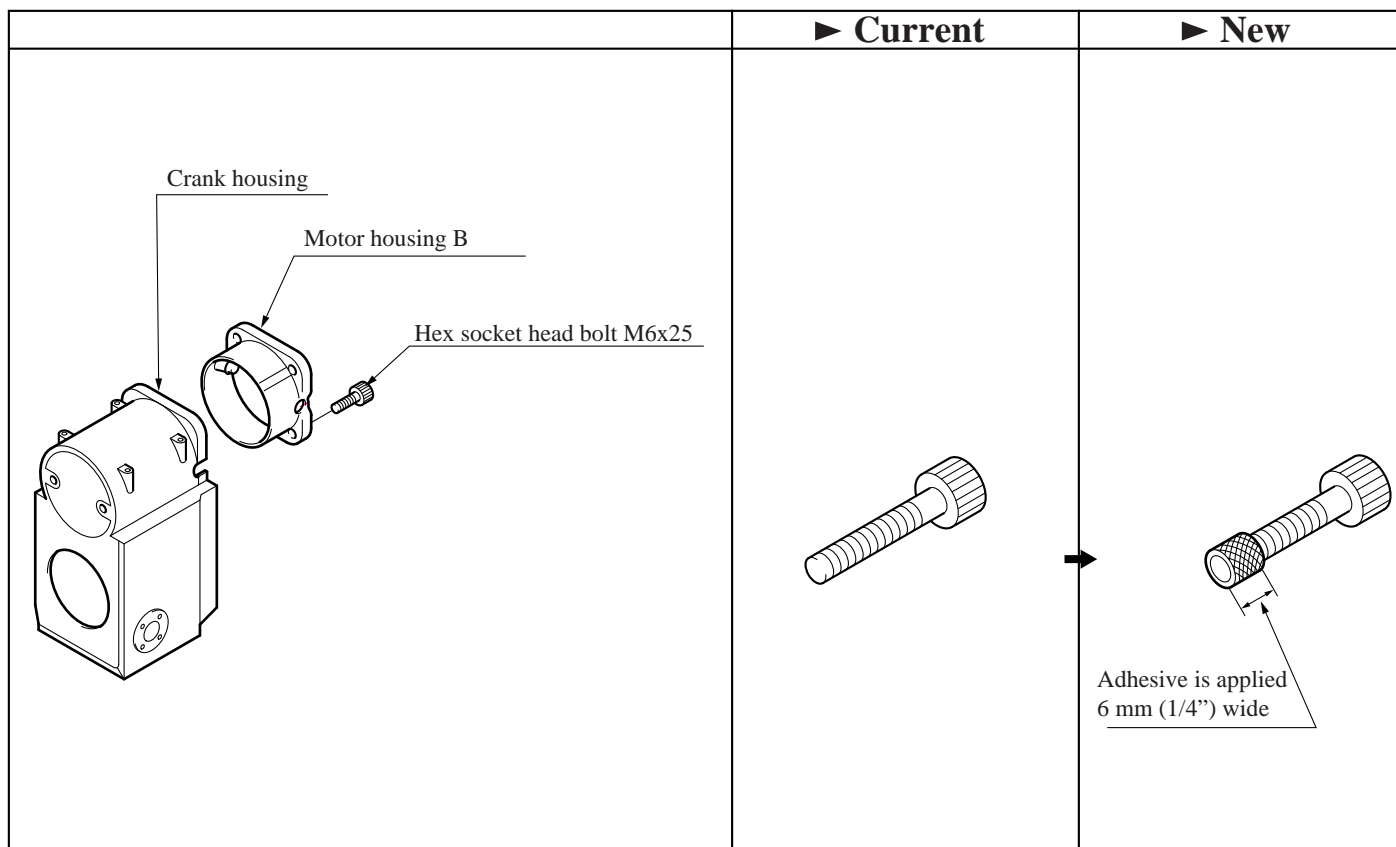 ► Current
► New
Crank housing
Motor housing B
Hex socket head bolt M6x25
Adhesive is applied
6 mm (1/4”) wide